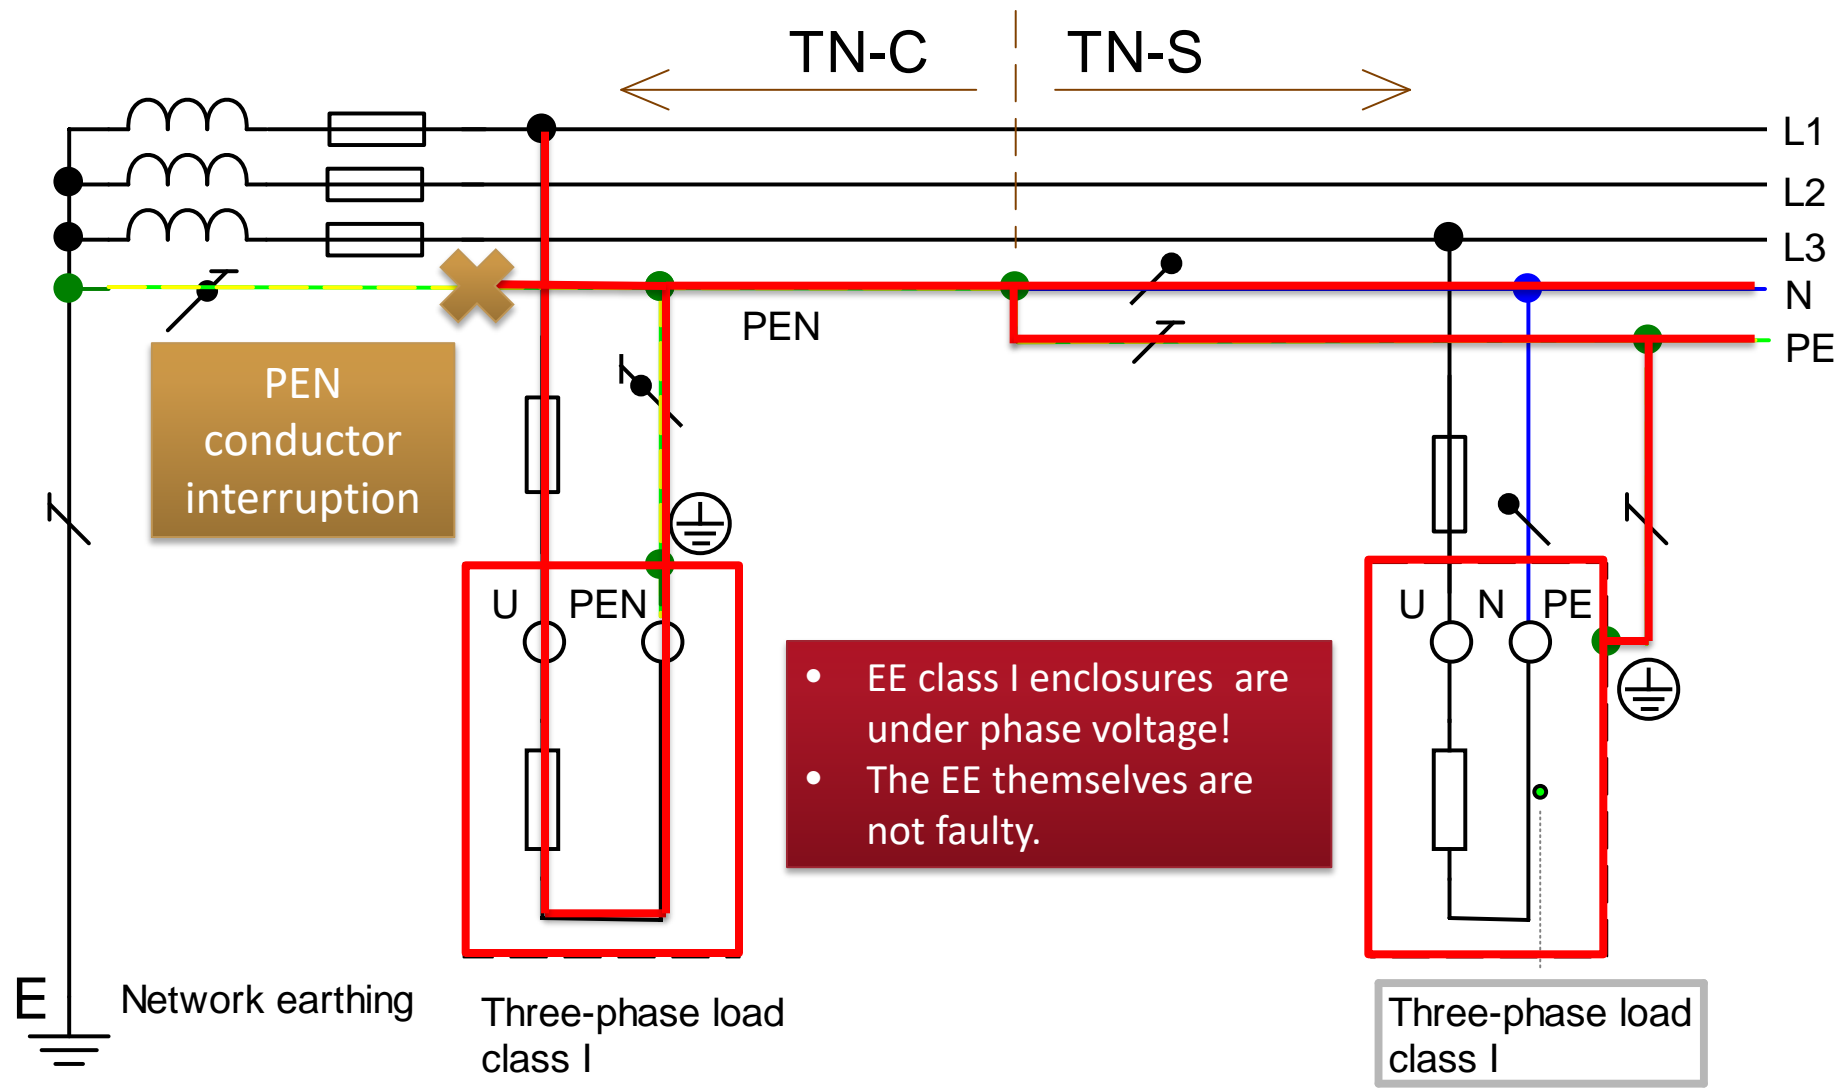 TN-C
TN-S
L1
L2
L3
N
PE
PEN
PEN
conductor
interruption
U PEN
U N PE
• EE class I enclosures are
under phase voltage!
• The EE themselves are
not faulty.
E
Network earthing
Three-phase load
class I
Three-phase load
class I